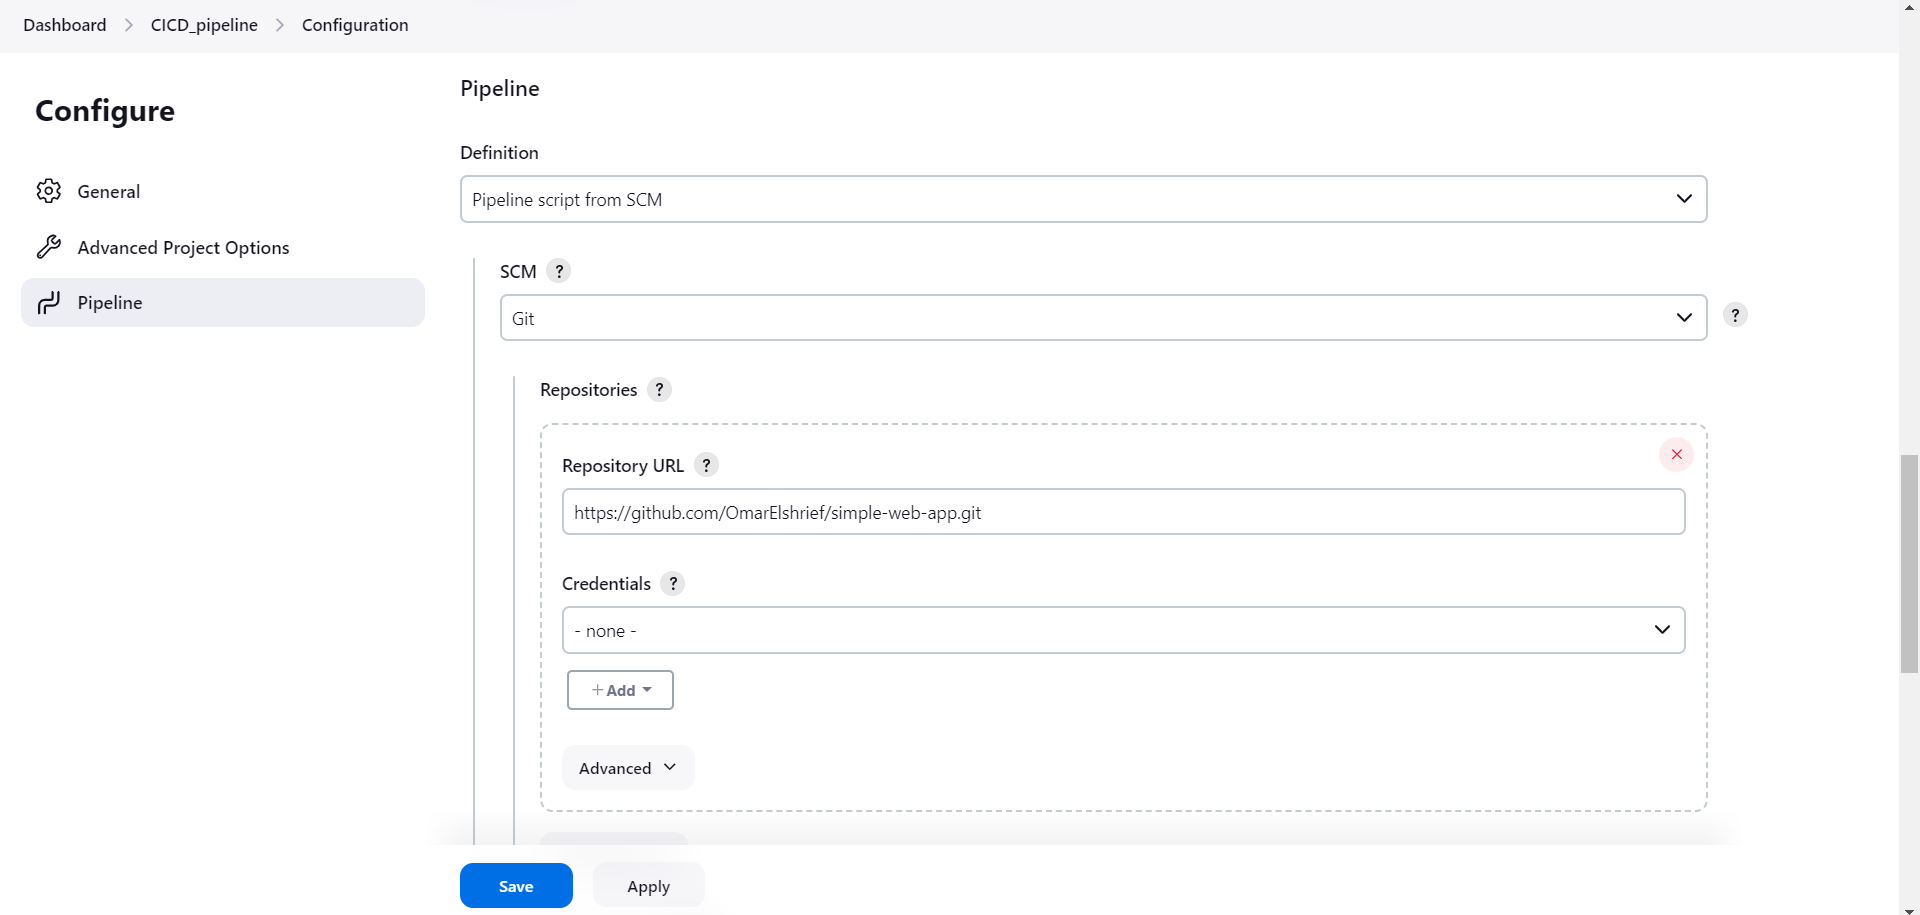 Dashboard > CICD_pipeline > Configuration
Configure
General
Advanced Project Options
Pipeline
Pipeline
Definition
Pipeline script from SCM
SCM ?
Git
?
Repositories ?
Repository URL ?
https://github.com/OmarElshrief/simple-web-app.git
Credentials ?
- none -
+ Add
Advanced
Save
Apply